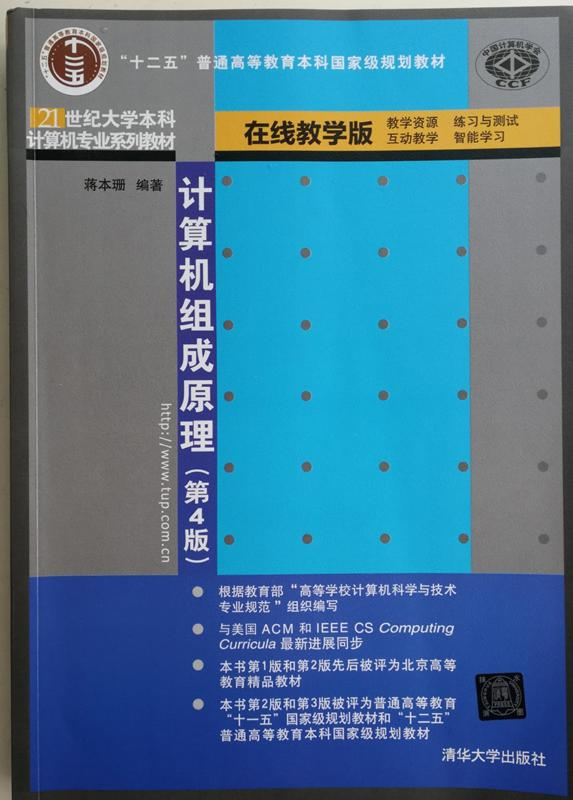 “十二五”普通高等教育本科国家级规划教材
中国计算机学会
CCF
21世纪大学本科
计算机专业系列教材
在线教学版
教学资源 练习与测试
互动教学 智能学习
蒋本珊 编著
计算机组成原理（第4版）
http://www.tup.com.cn
根据教育部“高等学校计算机科学与技术
专业规范”组织编写
与美国 ACM 和 IEEE CS Computing
Curricula 最新进展同步
本书第1版和第2版先后被评为北京高等
教育精品教材
本书第2版和第3版被评为普通高等教育
“十一五”国家级规划教材和“十二五”
普通高等教育本科国家级规划教材
清华大学出版社